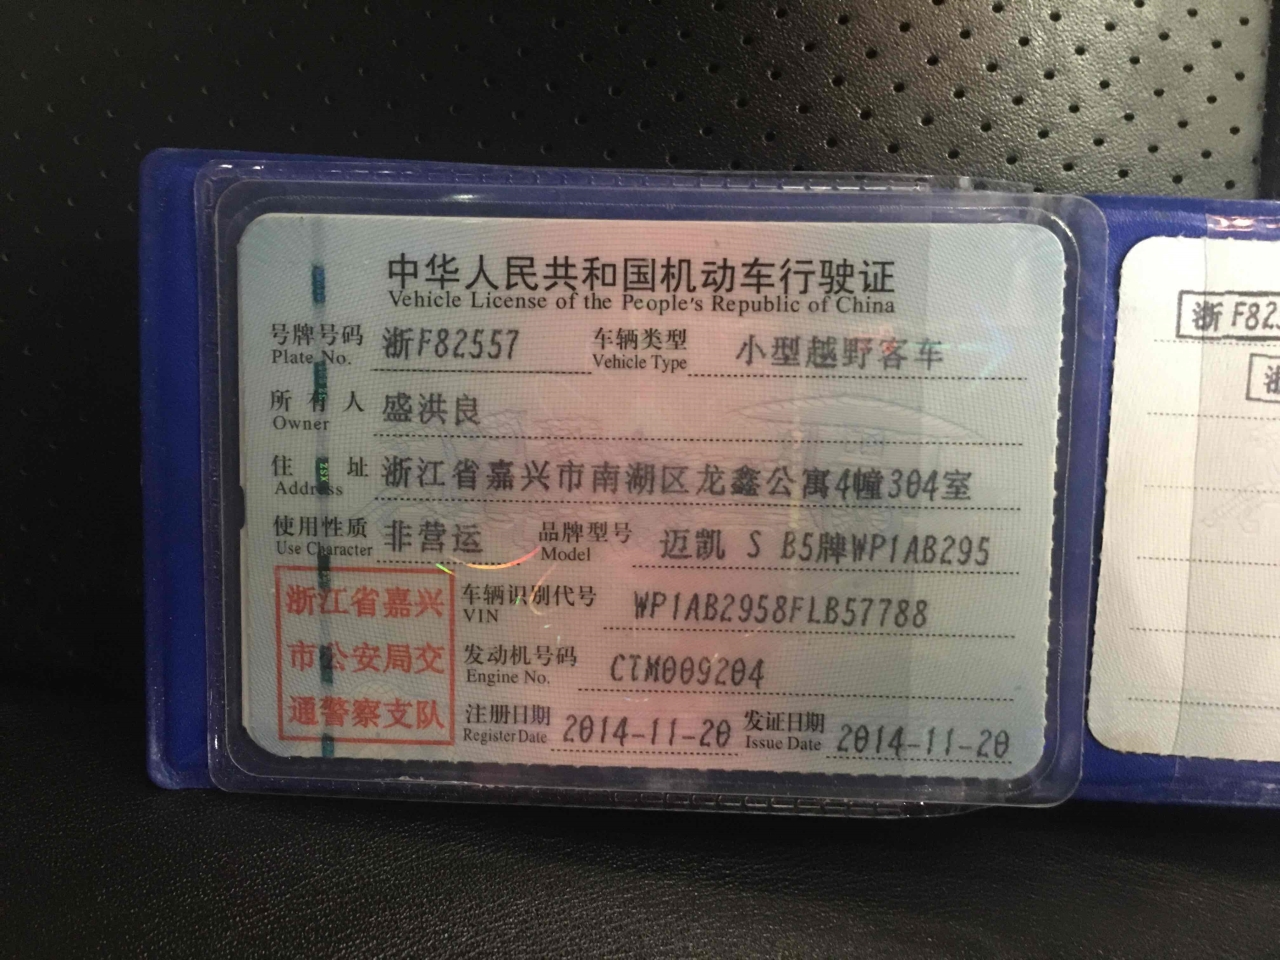 中华人民共和国机动车行驶证
Vehicle License of the People's Republic of China
号牌号码 浙F82557 车辆类型 小型越野客车
Plate No. Vehicle Type
所有人 盛洪良
Owner
住址 浙江省嘉兴市南湖区龙鑫公寓4幢304室
Address
使用性质 非营运 品牌型号 迈凯 S B5牌WP1AB295
Use Character Model
浙江省嘉兴
市公安局交
通警察支队
车辆识别代号 WP1AB2958FLB57788
VIN
发动机号码 CTM009204
Engine No.
注册日期 2014-11-20 发证日期 2014-11-20
Register Date Issue Date
浙F82
浙